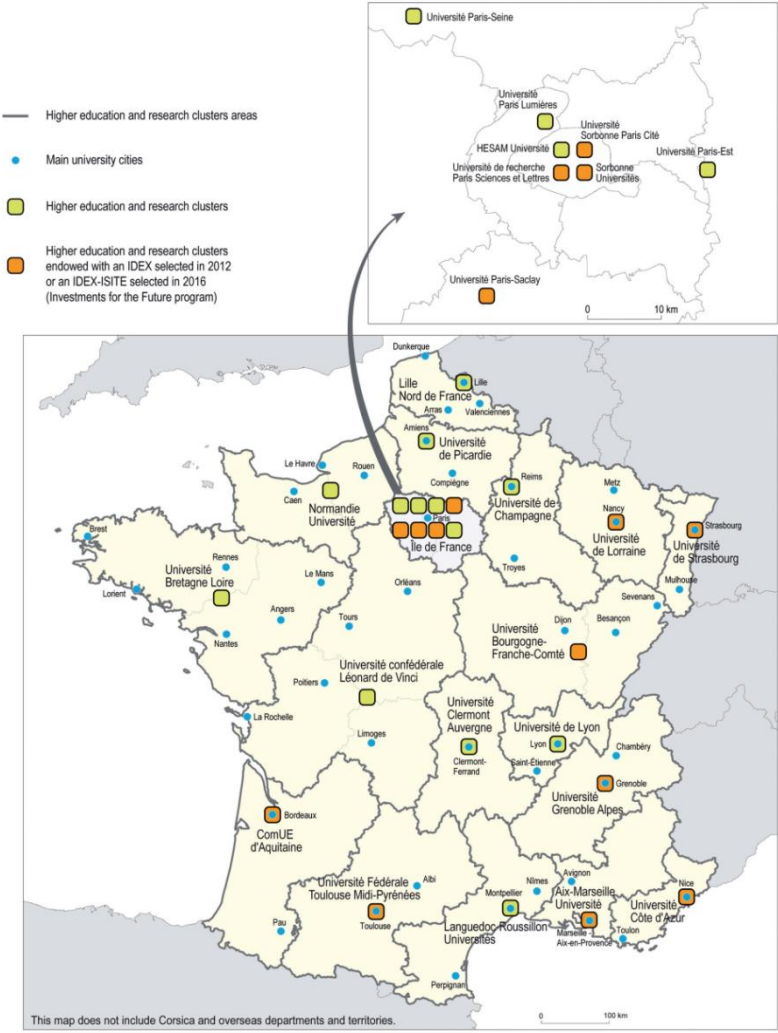 Université Paris-Seine
Université
Paris Lumières
Université
Sorbonne Paris Cité
HESAM Université
Université Paris-Est
Université de recherche
Paris Sciences et Lettres
Sorbonne
Universités
Université Paris-Saclay
0 10 km
Higher education and research clusters areas
Main university cities
Higher education and research clusters
Higher education and research clusters
endowed with an IDEX selected in 2012
or an IDEX-ISITE selected in 2016
(Investments for the Future program)
Dunkerque
Lille
Nord de France
Lille
Arras
Valenciennes
Amiens
Université
de Picardie
Le Havre
Rouen
Compiègne
Reims
Metz
Caen
Normandie
Université
Université de
Champagne
Nancy
Université
de Lorraine
Strasbourg
Université
de Strasbourg
Paris
Île de France
Brest
Rennes
Université
Bretagne Loire
Le Mans
Orléans
Troyes
Mulhouse
Lorient
Angers
Tours
Sevenans
Nantes
Université
Bourgogne-
Franche-Comté
Dijon
Besançon
Université confédérale
Léonard de Vinci
Poitiers
La Rochelle
Limoges
Université
Clermont
Auvergne
Clermont-
Ferrand
Université de Lyon
Lyon
Saint-Étienne
Chambéry
Grenoble
Université
Grenoble Alpes
Bordeaux
ComUE
d'Aquitaine
Université Fédérale
Toulouse Midi-Pyrénées
Albi
Toulouse
Montpellier
Nîmes
Avignon
Languedoc Roussillon
Universités
Aix-Marseille
Université
Marseille -
Aix-en-Provence
Nice
Université
Côte d'Azur
Toulon
Pau
Perpignan
This map does not include Corsica and overseas departments and territories.
0 100 km